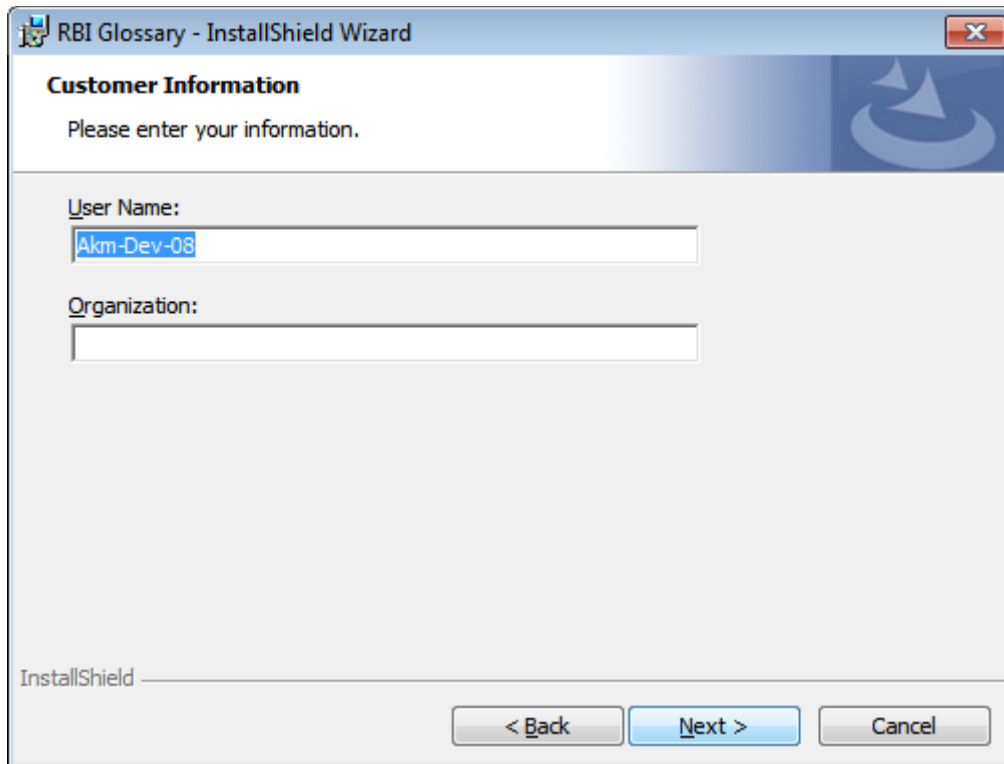 RBI Glossary - InstallShield Wizard
Customer Information
Please enter your information.
User Name:
Akm-Dev-08
Organization:
InstallShield
< Back Next > Cancel